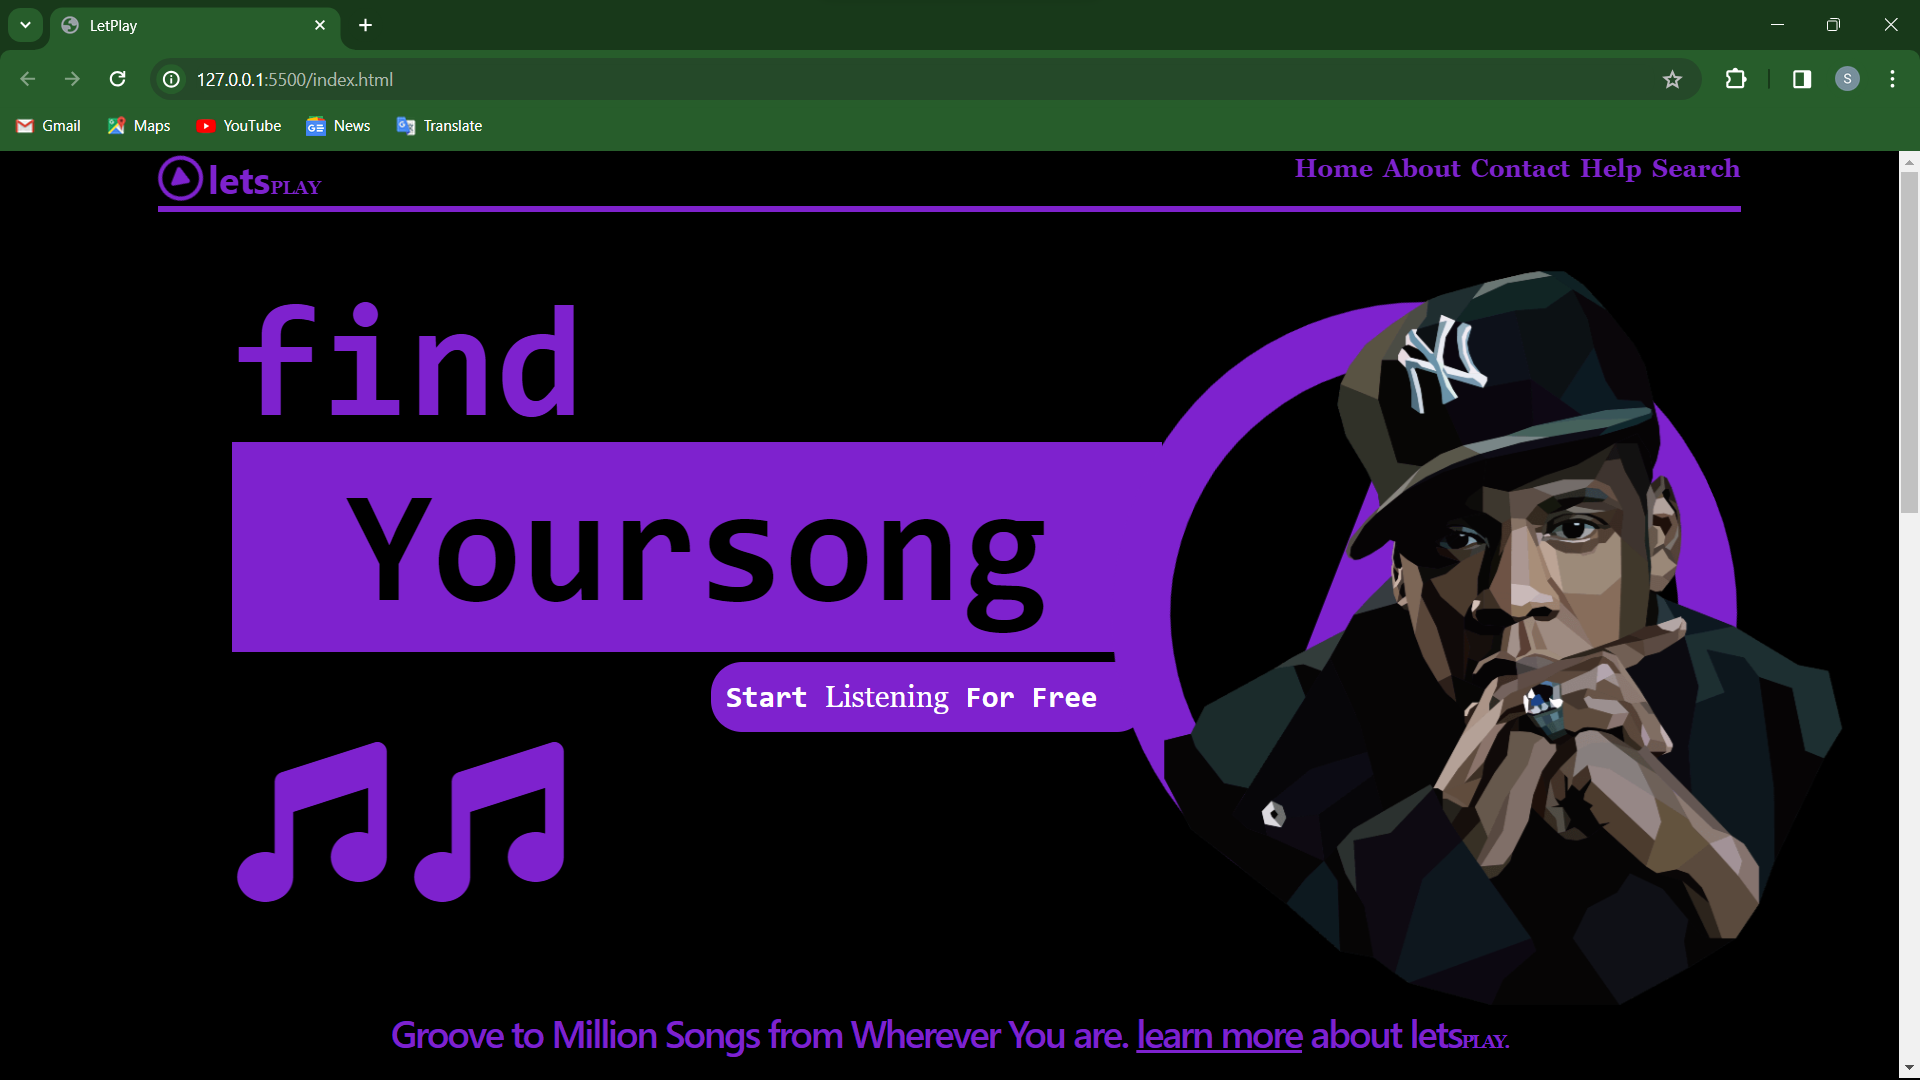 LetPlay
127.0.0.1:5500/index.html
S
Gmail Maps YouTube News Translate
letsPLAY
Home About Contact Help Search
find
Yoursong
NY
Start Listening For Free
Groove to Million Songs from Wherever You are. learn more about letsPLAY.